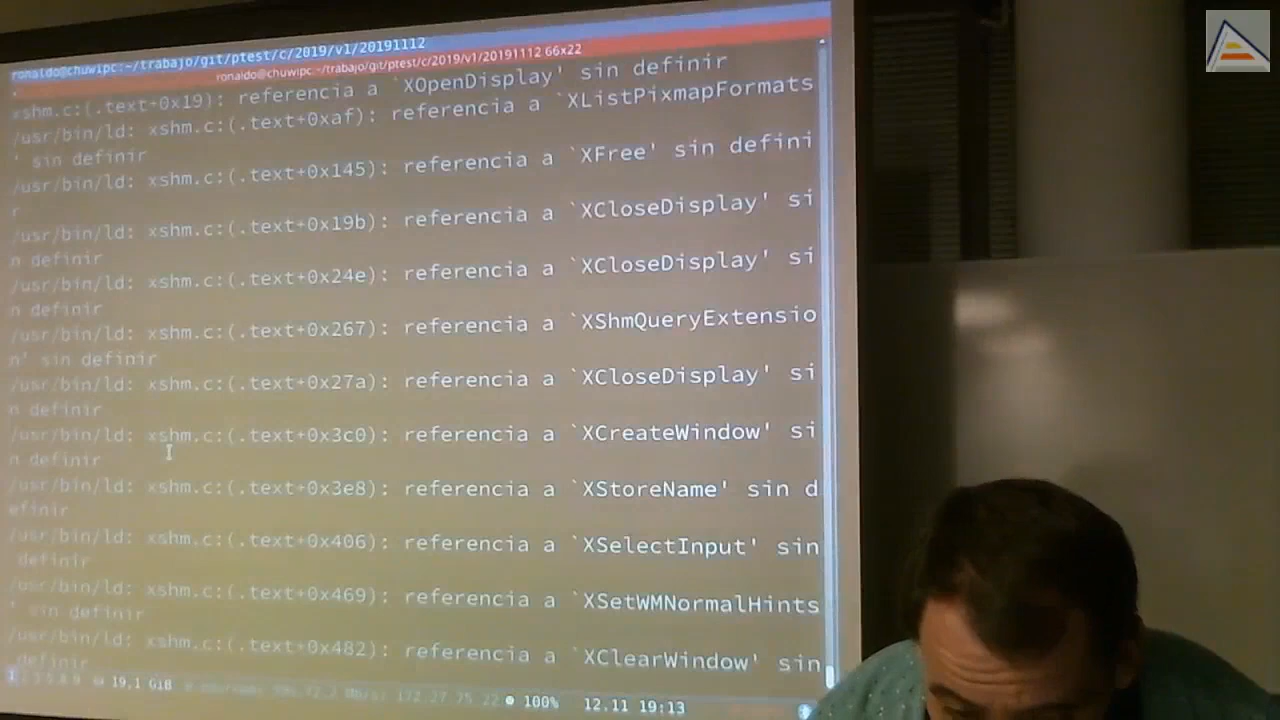 ronaldo@chuwipc:~/trabajo/git/ptest/c/2019/v1/20191112
ronaldo@chuwipc:~/trabajo/git/ptest/c/2019/v1/20191112 66x22
xshm.c:(.text+0x19): referencia a `XOpenDisplay' sin definir
/usr/bin/ld: xshm.c:(.text+0xaf): referencia a `XListPixmapFormats
' sin definir
/usr/bin/ld: xshm.c:(.text+0x145): referencia a `XFree' sin defini
r
/usr/bin/ld: xshm.c:(.text+0x19b): referencia a `XCloseDisplay' si
n definir
/usr/bin/ld: xshm.c:(.text+0x24e): referencia a `XCloseDisplay' si
n definir
/usr/bin/ld: xshm.c:(.text+0x267): referencia a `XShmQueryExtensio
n' sin definir
/usr/bin/ld: xshm.c:(.text+0x27a): referencia a `XCloseDisplay' si
n definir
/usr/bin/ld: xshm.c:(.text+0x3c0): referencia a `XCreateWindow' si
n definir
/usr/bin/ld: xshm.c:(.text+0x3e8): referencia a `XStoreName' sin d
efinir
/usr/bin/ld: xshm.c:(.text+0x406): referencia a `XSelectInput' sin
definir
/usr/bin/ld: xshm.c:(.text+0x469): referencia a `XSetWMNormalHints
' sin definir
/usr/bin/ld: xshm.c:(.text+0x482): referencia a `XClearWindow' sin
definir
1 19,1 GiB 100% 12.11 19:13